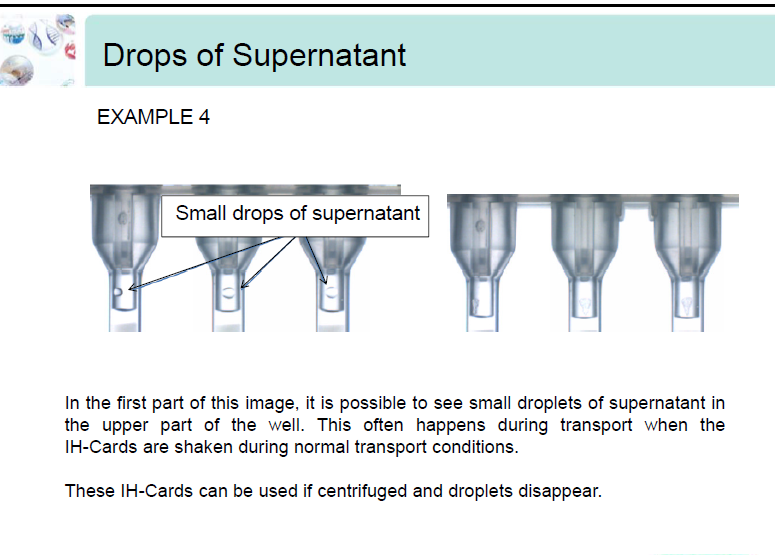 Drops of Supernatant
EXAMPLE 4
Small drops of supernatant
In the first part of this image, it is possible to see small droplets of supernatant in
the upper part of the well. This often happens during transport when the
IH-Cards are shaken during normal transport conditions.
These IH-Cards can be used if centrifuged and droplets disappear.